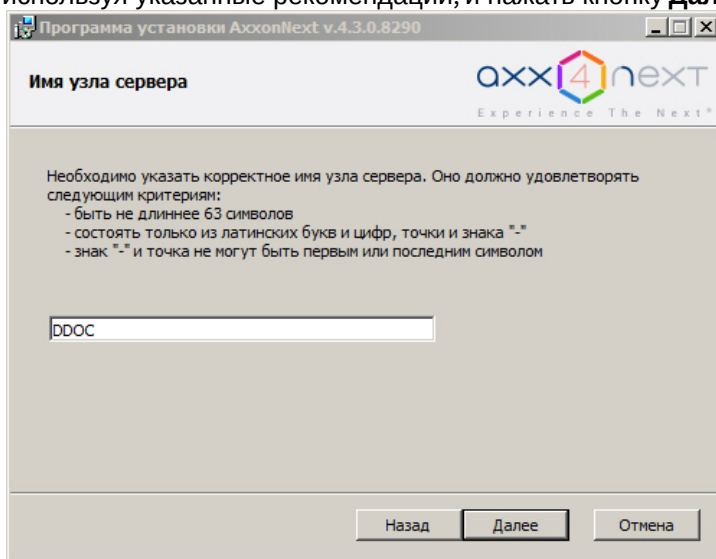 используя указанные рекомендации, и нажать кнопку Дал
Программа установки AxxonNext v.4.3.0.8290
Имя узла сервера
axx4next
Experience The Next®
Необходимо указать корректное имя узла сервера. Оно должно удовлетворять
следующим критериям:
- быть не длиннее 63 символов
- состоять только из латинских букв и цифр, точки и знака "-"
- знак "-" и точка не могут быть первым или последним символом
DDOC
Назад Далее Отмена